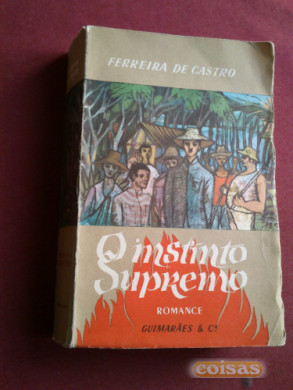 FERREIRA DE CASTRO
O instinto
Supremo
ROMANCE
GUIMARÃES & Cª
coisas